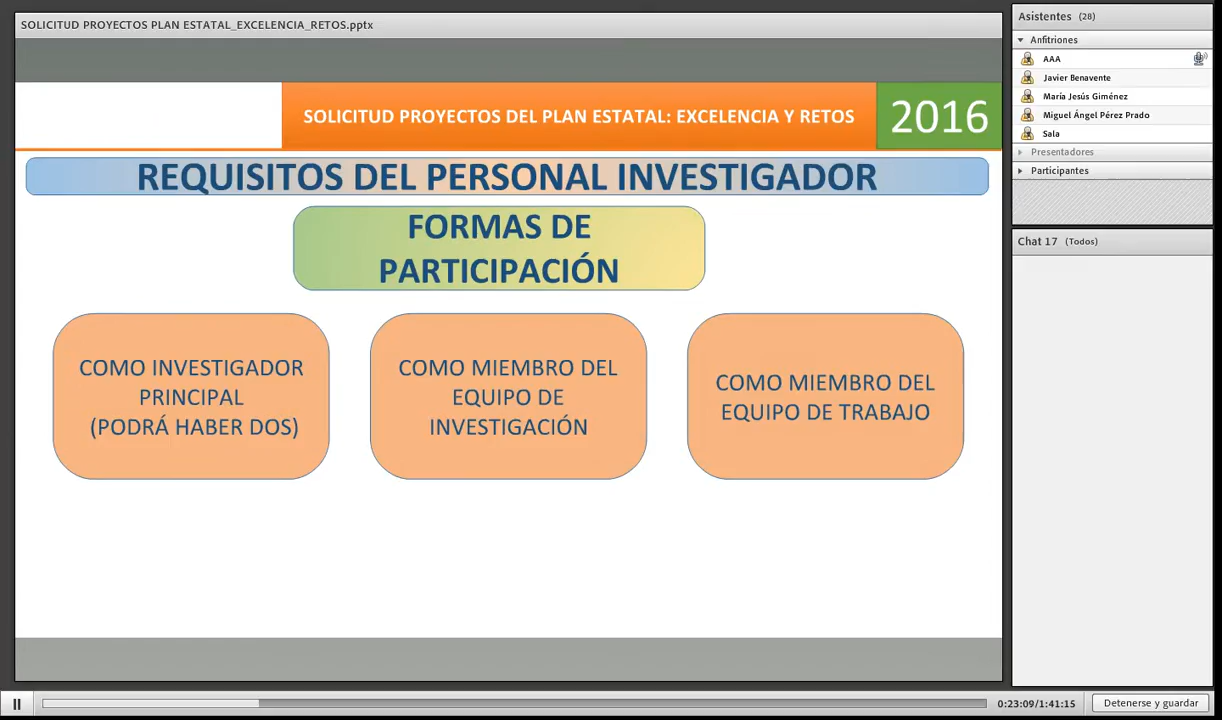 SOLICITUD PROYECTOS PLAN ESTATAL_EXCELENCIA_RETOS.pptx
SOLICITUD PROYECTOS DEL PLAN ESTATAL: EXCELENCIA Y RETOS
2016
REQUISITOS DEL PERSONAL INVESTIGADOR
FORMAS DE
PARTICIPACIÓN
COMO INVESTIGADOR
PRINCIPAL
(PODRÁ HABER DOS)
COMO MIEMBRO DEL
EQUIPO DE
INVESTIGACIÓN
COMO MIEMBRO DEL
EQUIPO DE TRABAJO
Asistentes (28)
Anfitriones
AAA
Javier Benavente
María Jesús Giménez
Miguel Ángel Pérez Prado
Sala
Presentadores
Participantes
Chat 17 (Todos)
0:23:09/1:41:15
Detenerse y guardar